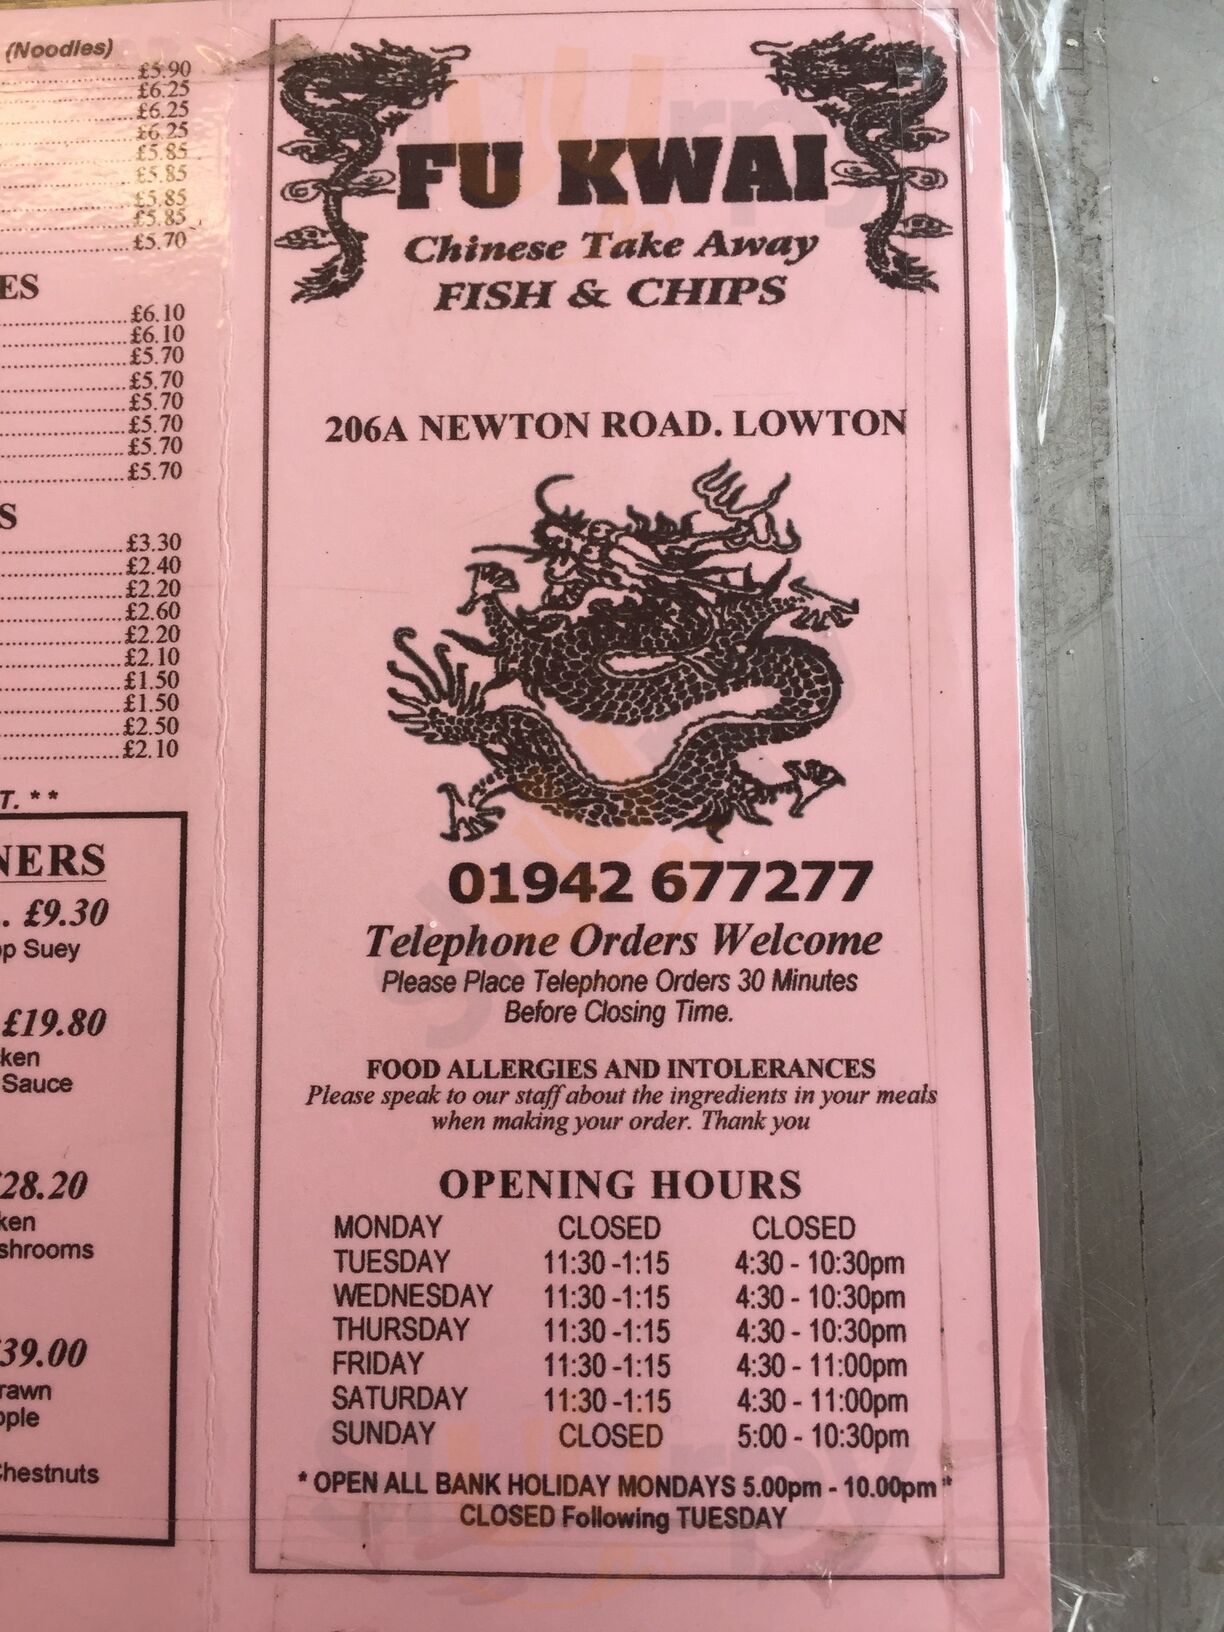 (Noodles)
£5.90
£6.25
£6.25
£6.25
£5.85
£5.85
£5.85
£5.85
£5.70
ES
£6.10
£6.10
£5.70
£5.70
£5.70
£5.70
£5.70
£5.70
S
£3.30
£2.40
£2.20
£2.60
£2.20
£2.10
£1.50
£1.50
£2.50
£2.10
T. **
NERS
£9.30
op Suey
£19.80
ken
Sauce
£28.20
ken
shrooms
£39.00
rawn
pple
Chestnuts
FU KWAI
Chinese Take Away
FISH & CHIPS
206A NEWTON ROAD. LOWTON
01942 677277
Telephone Orders Welcome
Please Place Telephone Orders 30 Minutes
Before Closing Time.
FOOD ALLERGIES AND INTOLERANCES
Please speak to our staff about the ingredients in your meals
when making your order. Thank you
OPENING HOURS
MONDAY CLOSED CLOSED
TUESDAY 11:30 -1:15 4:30 - 10:30pm
WEDNESDAY 11:30 -1:15 4:30 - 10:30pm
THURSDAY 11:30 -1:15 4:30 - 10:30pm
FRIDAY 11:30 -1:15 4:30 - 11:00pm
SATURDAY 11:30 -1:15 4:30 - 11:00pm
SUNDAY CLOSED 5:00 - 10:30pm
* OPEN ALL BANK HOLIDAY MONDAYS 5.00pm - 10.00pm *
CLOSED Following TUESDAY